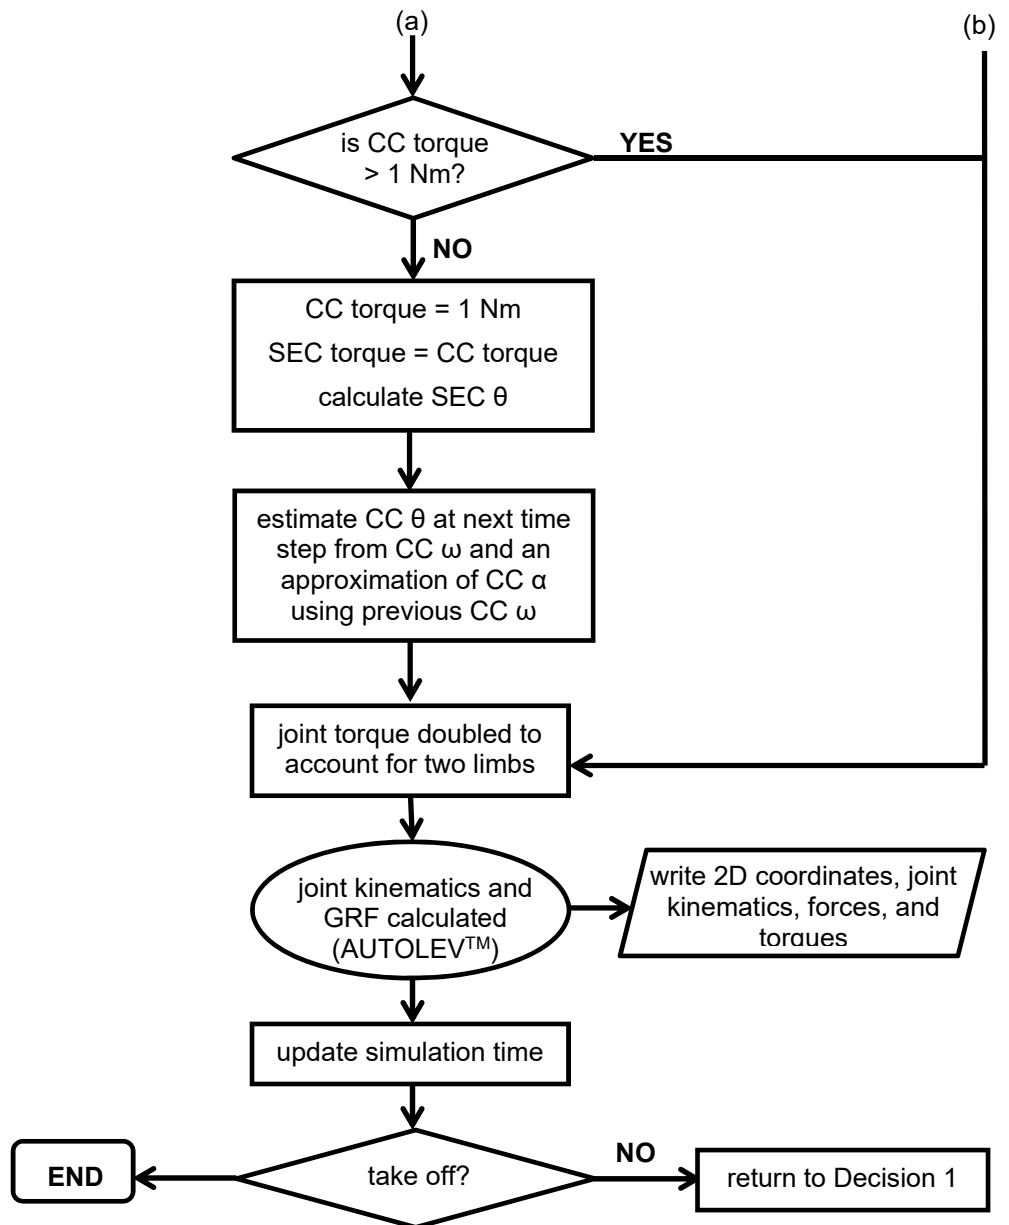 (a)
(b)
is CC torque
> 1 Nm?
YES
NO
CC torque = 1 Nm
SEC torque = CC torque
calculate SEC θ
estimate CC θ at next time
step from CC ω and an
approximation of CC α
using previous CC ω
joint torque doubled to
account for two limbs
joint kinematics and
GRF calculated
(AUTOLEV™)
write 2D coordinates, joint
kinematics, forces, and
torques
update simulation time
take off?
END
NO
return to Decision 1